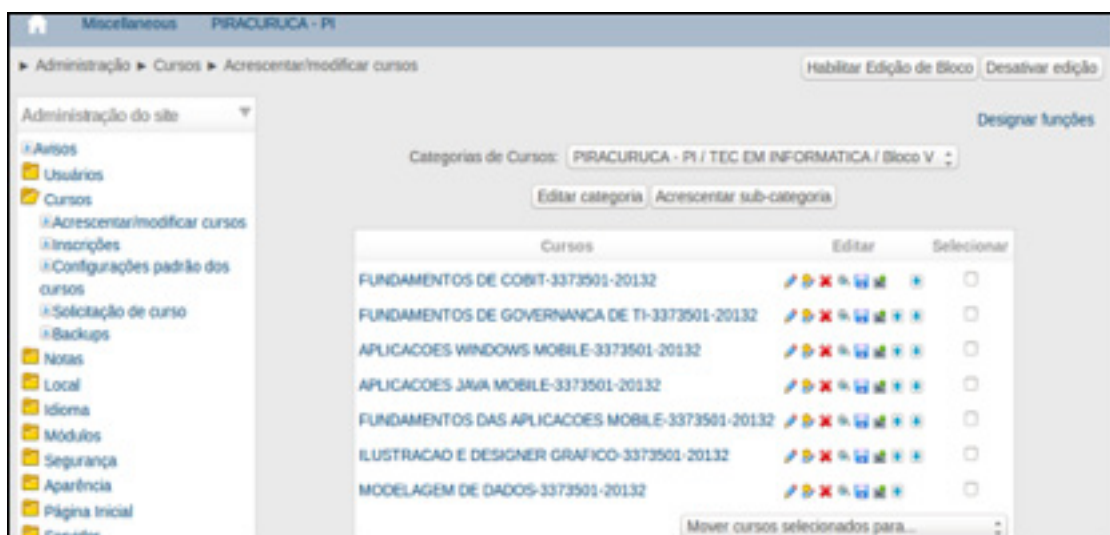 Miscellaneous PIRACURUCA - PI
Administração Cursos Acrescentar/modificar cursos
Habilitar Edição de Bloco Desativar edição
Administração do site
Designar funções
Avisos
Usuários
Cursos
Acrescentar/modificar cursos
Inscrições
Configurações padrão dos
cursos
Solicitação de curso
Backups
Notas
Local
Idioma
Módulos
Segurança
Aparência
Página Inicial
Servidor
Categorias de Cursos: PIRACURUCA - PI / TEC EM INFORMATICA / Bloco V
Editar categoria Acrescentar sub-categoria
Cursos Editar Selecionar
FUNDAMENTOS DE COBIT-3373501-20132
FUNDAMENTOS DE GOVERNANCA DE TI-3373501-20132
APLICACOES WINDOWS MOBILE-3373501-20132
APLICACOES JAVA MOBILE-3373501-20132
FUNDAMENTOS DAS APLICACOES MOBILE-3373501-20132
ILUSTRACAO E DESIGNER GRAFICO-3373501-20132
MODELAGEM DE DADOS-3373501-20132
Mover cursos selecionados para...